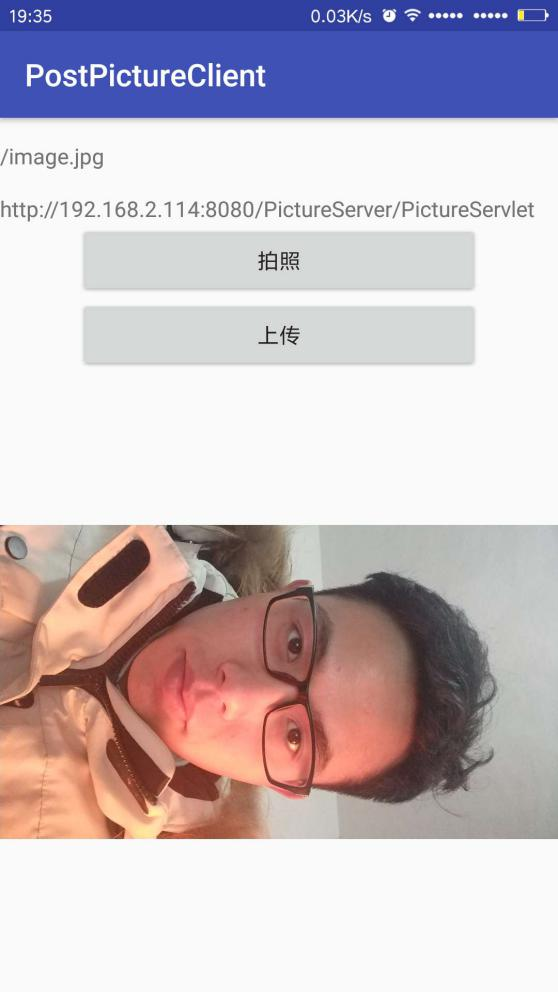 19:35
0.03K/s
PostPictureClient
/image.jpg
http://192.168.2.114:8080/PictureServer/PictureServlet
拍照
上传